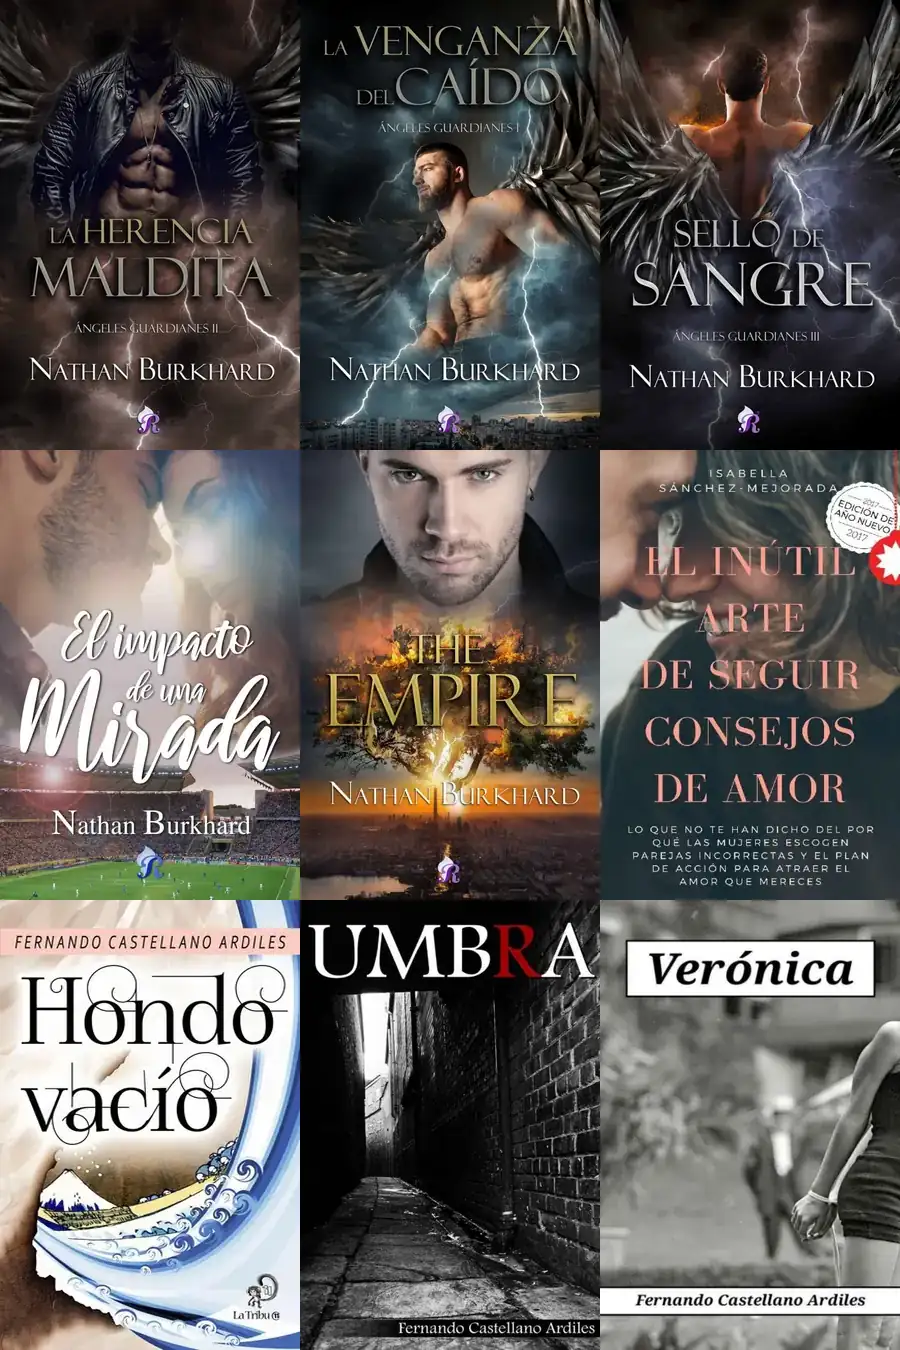 LA HERENCIA
MALDITA
ÁNGELES GUARDIANES II
NATHAN BURKHARD
R
LA VENGANZA
DEL CAÍDO
ÁNGELES GUARDIANES I
NATHAN BURKHARD
R
SELLO DE
SANGRE
ÁNGELES GUARDIANES III
NATHAN BURKHARD
R
El impacto
de una
Mirada
Nathan Burkhard
R
THE
EMPIRE
NATHAN BURKHARD
R
ISABELLA
SÁNCHEZ-MEJORADA
2017
EDICIÓN DE
AÑO NUEVO
2017
EL INÚTIL
ARTE
DE SEGUIR
CONSEJOS
DE AMOR
LO QUE NO TE HAN DICHO DEL POR
QUÉ LAS MUJERES ESCOGEN
PAREJAS INCORRECTAS Y EL PLAN
DE ACCIÓN PARA ATRAER EL
AMOR QUE MERECES
FERNANDO CASTELLANO ARDILES
Hondo
vacío
La Tribu @
UMBRA
Fernando Castellano Ardiles
Verónica
Fernando Castellano Ardiles